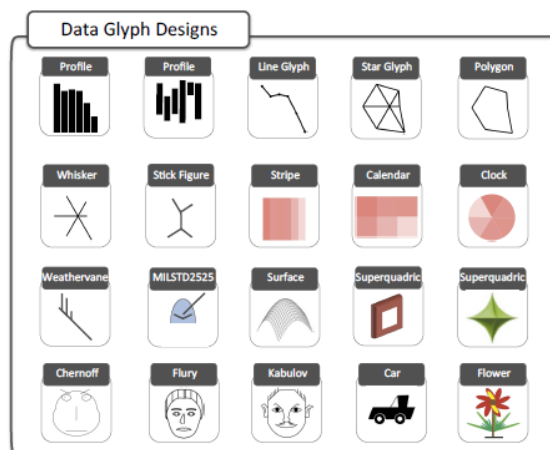 Data Glyph Designs
Profile
Profile
Line Glyph
Star Glyph
Polygon
Whisker
Stick Figure
Stripe
Calendar
Clock
Weathervane
MILSTD2525
Surface
Superquadric
Superquadric
Chernoff
Flury
Kabulov
Car
Flower